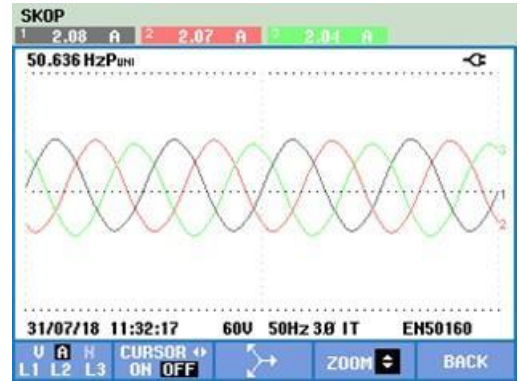 SKOP
1 2.08 A 2 2.07 A 3 2.04 A
50.636 HzPUNI
3
1
2
31/07/18 11:32:17 60V 50Hz 3Ø IT EN50160
V A N CURSOR
L1 L2 L3 ON OFF ZOOM BACK